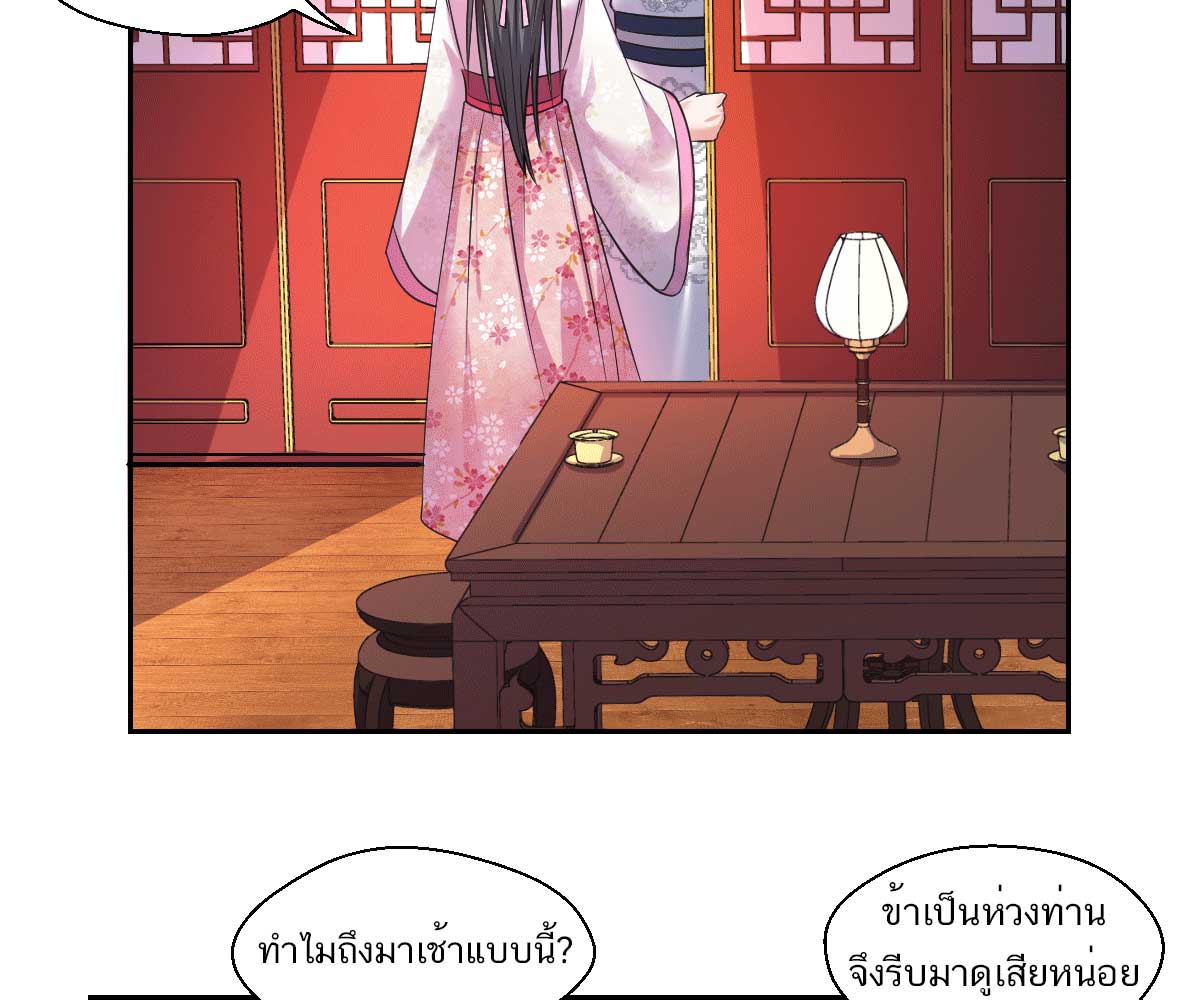 ทำไมถึงมาเช้าแบบนี้?
ข้าเป็นห่วงท่าน
จึงรีบมาดูเสียหน่อย